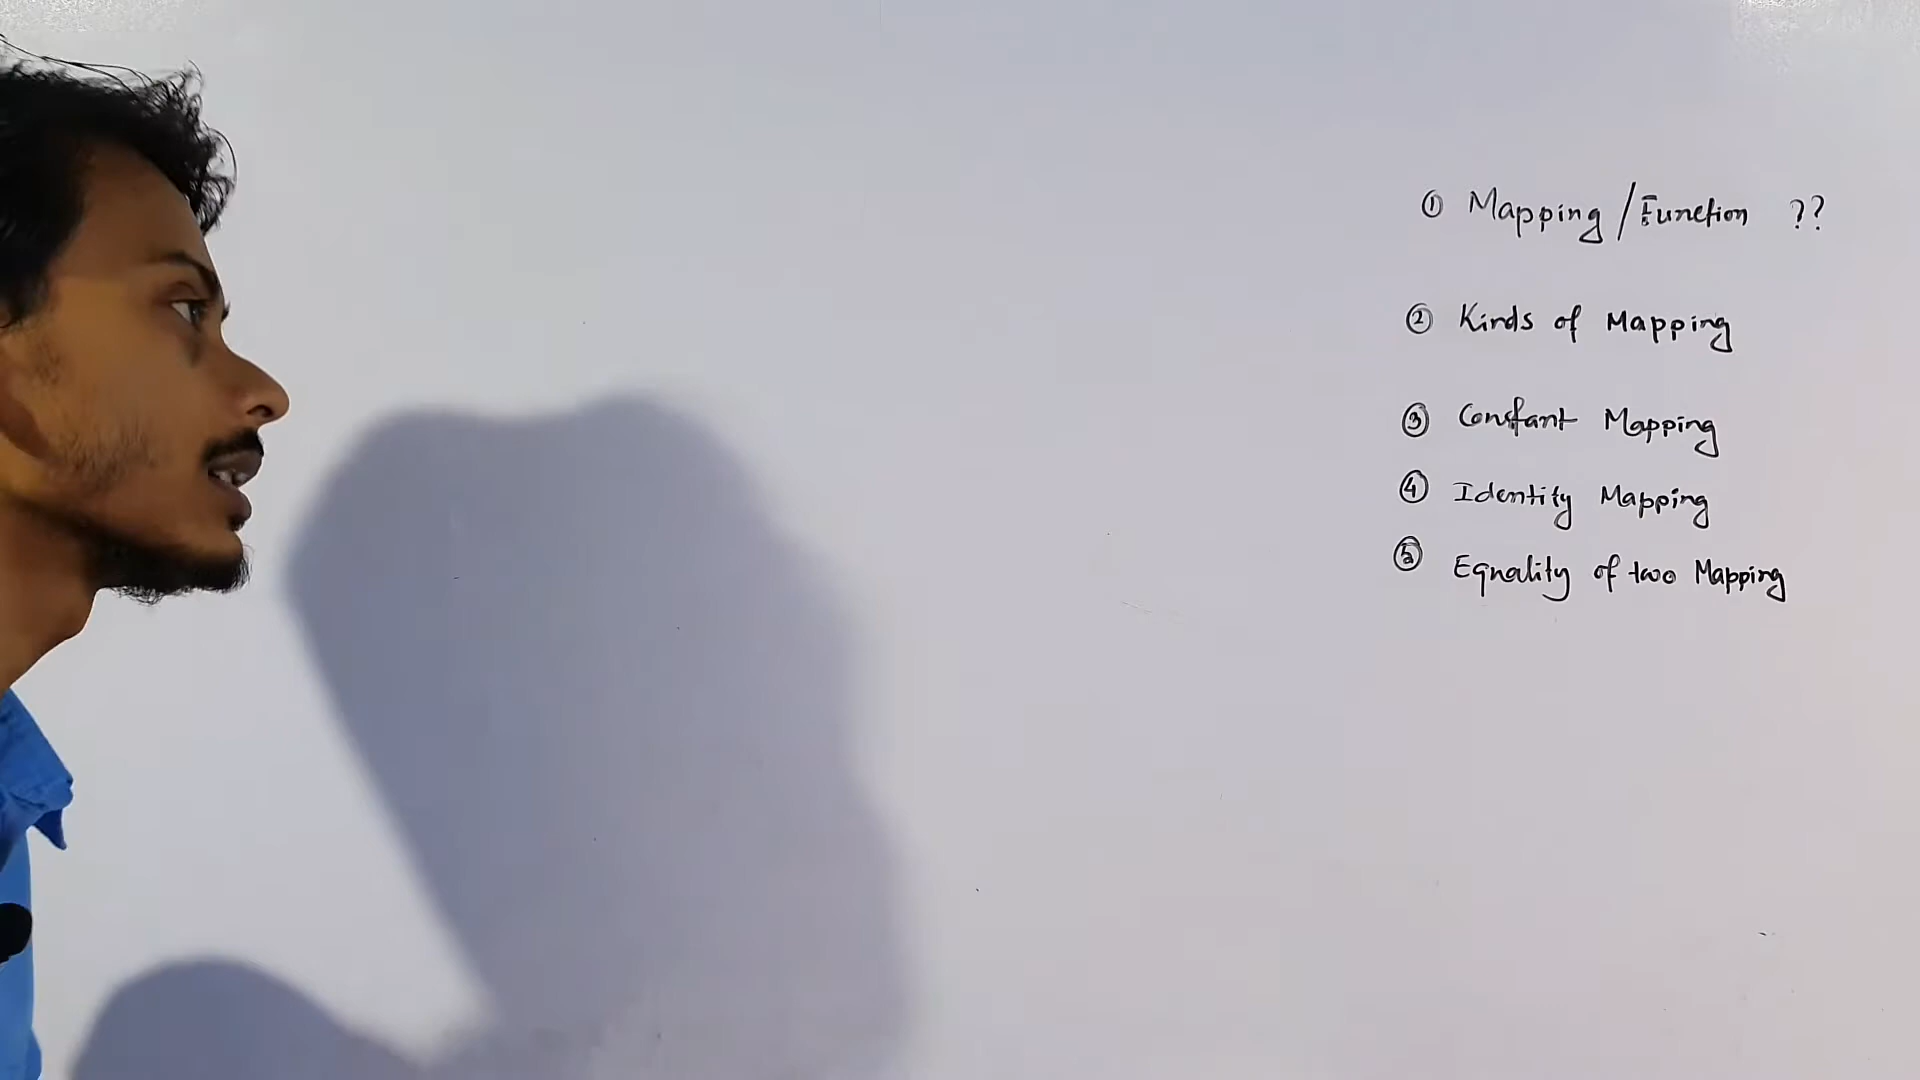 ① Mapping / Function ??
② Kinds of Mapping
③ Constant Mapping
④ Identity Mapping
⑤ Equality of two Mapping